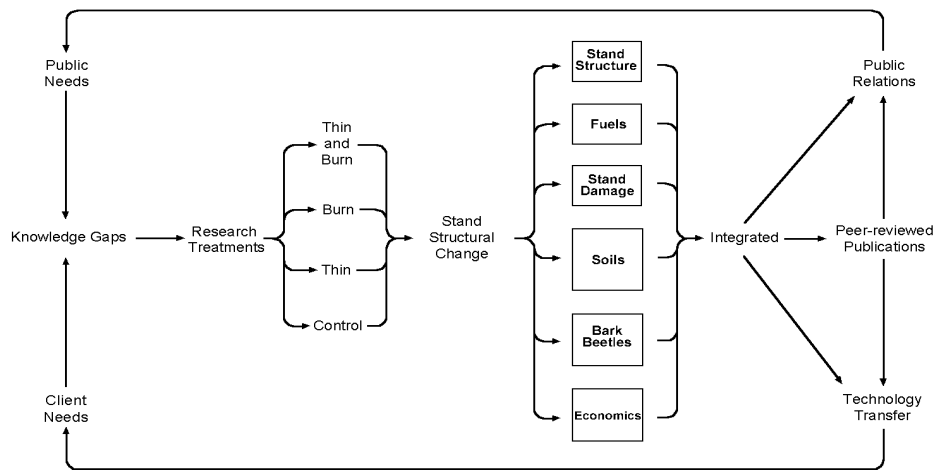 Public
Needs
Knowledge Gaps
Client
Needs
Research
Treatments
Thin
and
Burn
Burn
Thin
Control
Stand
Structural
Change
Stand
Structure
Fuels
Stand
Damage
Soils
Bark
Beetles
Economics
Integrated
Public
Relations
Peer-reviewed
Publications
Technology
Transfer